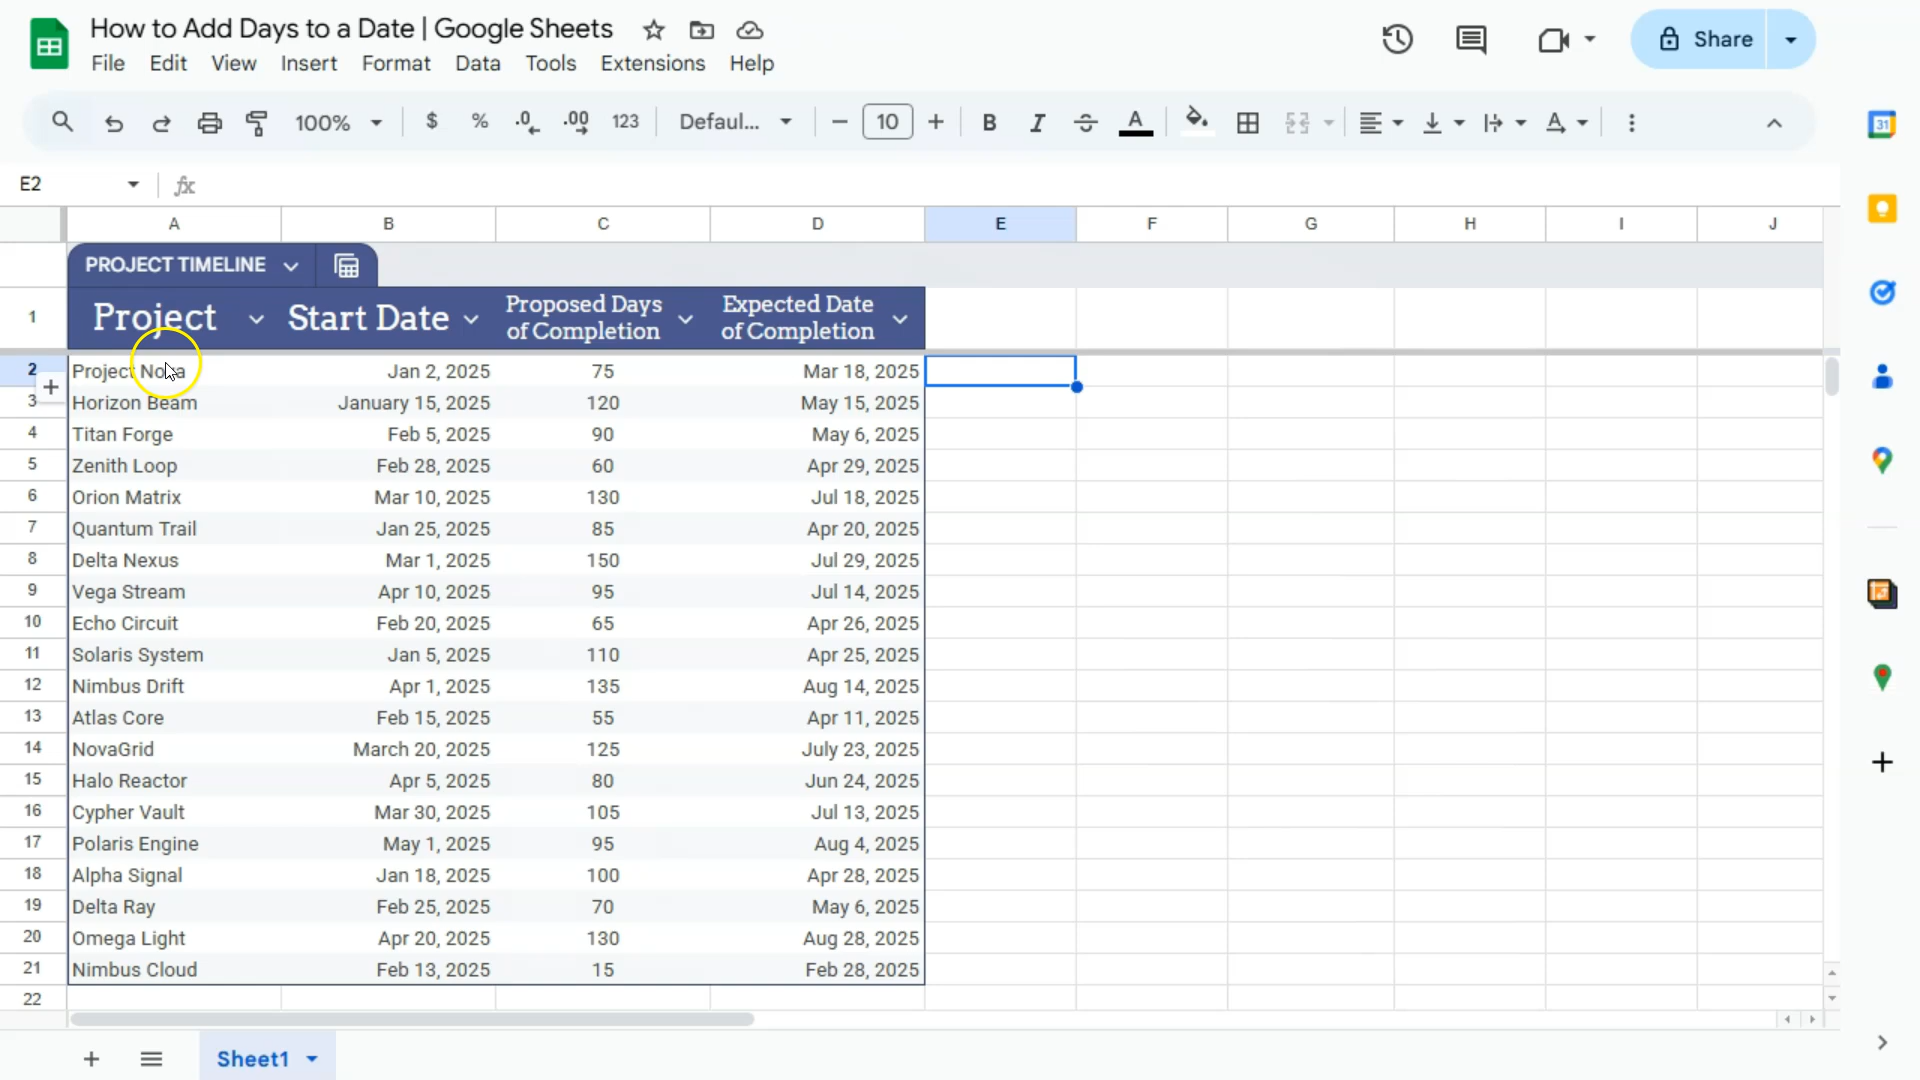 How to Add Days to a Date | Google Sheets
File Edit View Insert Format Data Tools Extensions Help
Share
100% $ % .0 .00 123 Defaul... 10 B I A
31
E2 fx
A B C D E F G H I J
PROJECT TIMELINE
1 Project Start Date Proposed Days of Completion Expected Date of Completion
2 Project Nova Jan 2, 2025 75 Mar 18, 2025
3 Horizon Beam January 15, 2025 120 May 15, 2025
4 Titan Forge Feb 5, 2025 90 May 6, 2025
5 Zenith Loop Feb 28, 2025 60 Apr 29, 2025
6 Orion Matrix Mar 10, 2025 130 Jul 18, 2025
7 Quantum Trail Jan 25, 2025 85 Apr 20, 2025
8 Delta Nexus Mar 1, 2025 150 Jul 29, 2025
9 Vega Stream Apr 10, 2025 95 Jul 14, 2025
10 Echo Circuit Feb 20, 2025 65 Apr 26, 2025
11 Solaris System Jan 5, 2025 110 Apr 25, 2025
12 Nimbus Drift Apr 1, 2025 135 Aug 14, 2025
13 Atlas Core Feb 15, 2025 55 Apr 11, 2025
14 NovaGrid March 20, 2025 125 July 23, 2025
15 Halo Reactor Apr 5, 2025 80 Jun 24, 2025
16 Cypher Vault Mar 30, 2025 105 Jul 13, 2025
17 Polaris Engine May 1, 2025 95 Aug 4, 2025
18 Alpha Signal Jan 18, 2025 100 Apr 28, 2025
19 Delta Ray Feb 25, 2025 70 May 6, 2025
20 Omega Light Apr 20, 2025 130 Aug 28, 2025
21 Nimbus Cloud Feb 13, 2025 15 Feb 28, 2025
22
Sheet1